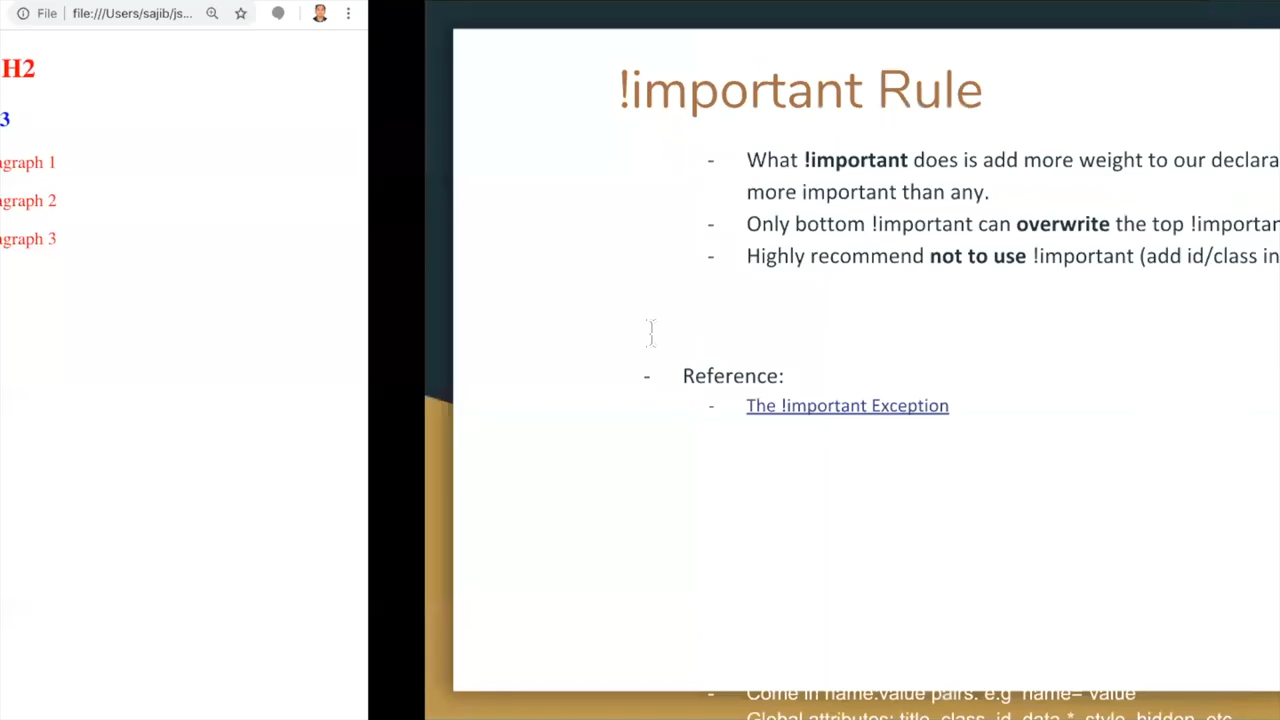 File
file:///Users/sajib/js...
H2
3
agraph 1
agraph 2
agraph 3
!important Rule
- What !important does is add more weight to our declara
more important than any.
- Only bottom !important can overwrite the top !importan
- Highly recommend not to use !important (add id/class in
- Reference:
- The !important Exception
- Come in name:value pairs. e.g name="value"
Global attributes: title, class, id, data-*, style, hidden, etc